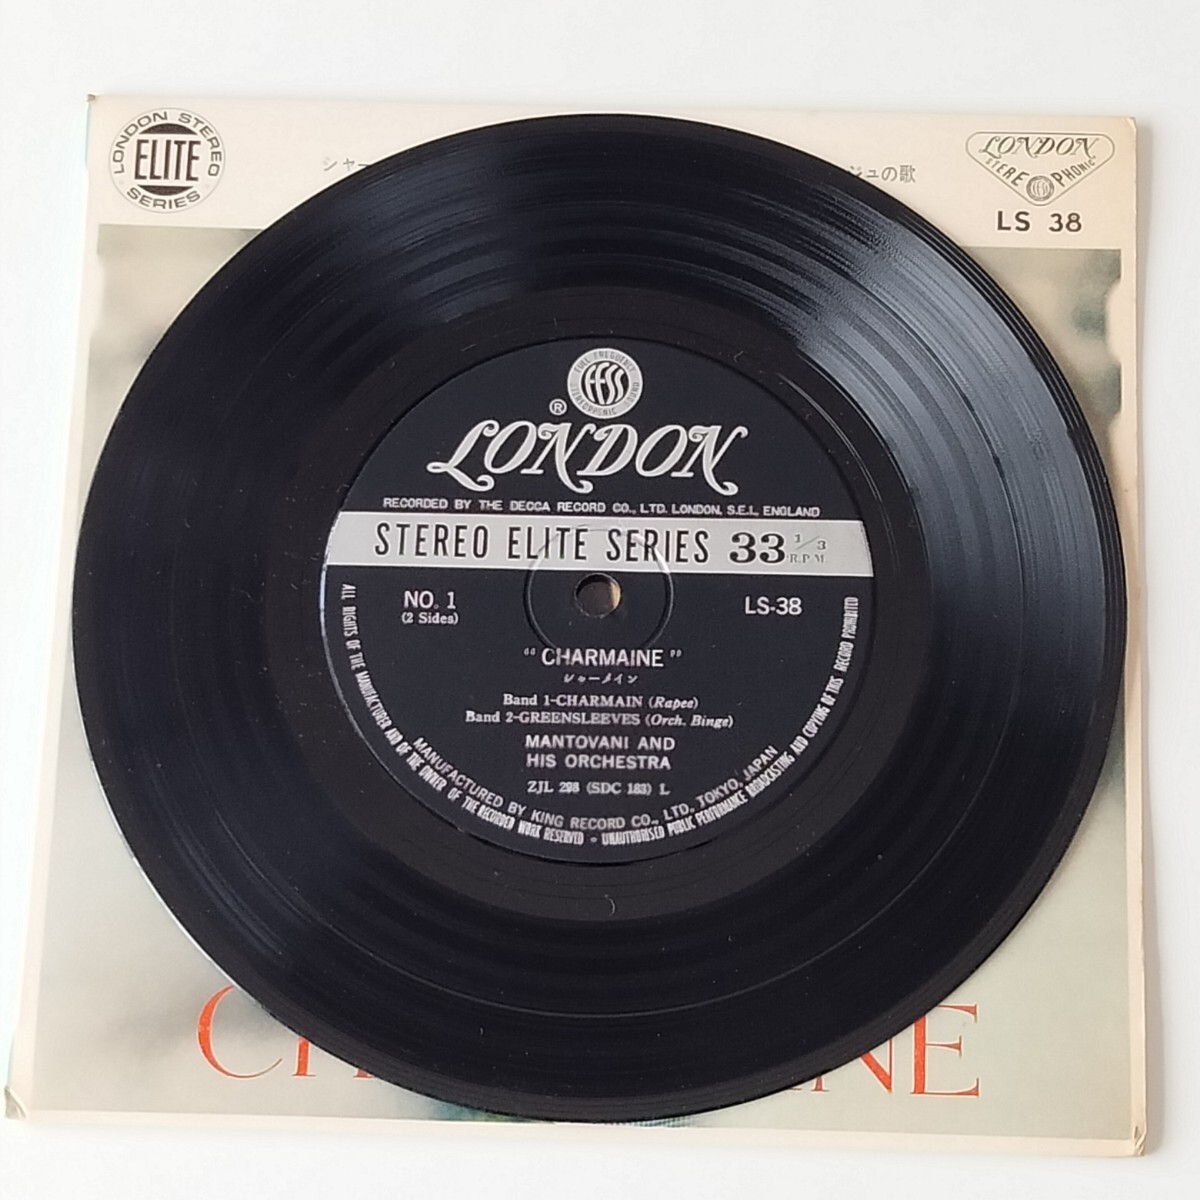 LONDON STEREO
ELITE
SERIES
シャー
ジュの歌
LONDON
STEREO PHONIC
FFSS
LS 38
FULL FREQUENCY
FFSS
STEREOPHONIC SOUND
®
LONDON
RECORDED BY THE DECCA RECORD CO., LTD. LONDON, S.E.I, ENGLAND
STEREO ELITE SERIES 33 1/3
R.P.M.
NO. 1
(2 Sides)
LS-38
"CHARMAINE"
シャーメイン
Band 1-CHARMAIN (Rapee)
Band 2-GREENSLEEVES (Orch. Binge)
MANTOVANI AND
HIS ORCHESTRA
ZJL 298 (SDC 183) L
MANUFACTURED BY KING RECORD CO., LTD. TOKYO, JAPAN
ALL RIGHTS OF THE MANUFACTURER AND OF THE OWNER OF THE RECORDED WORK RESERVED - UNAUTHORISED PUBLIC PERFORMANCE BROADCASTING AND COPYING OF THIS RECORD PROHIBITED
CH
INE